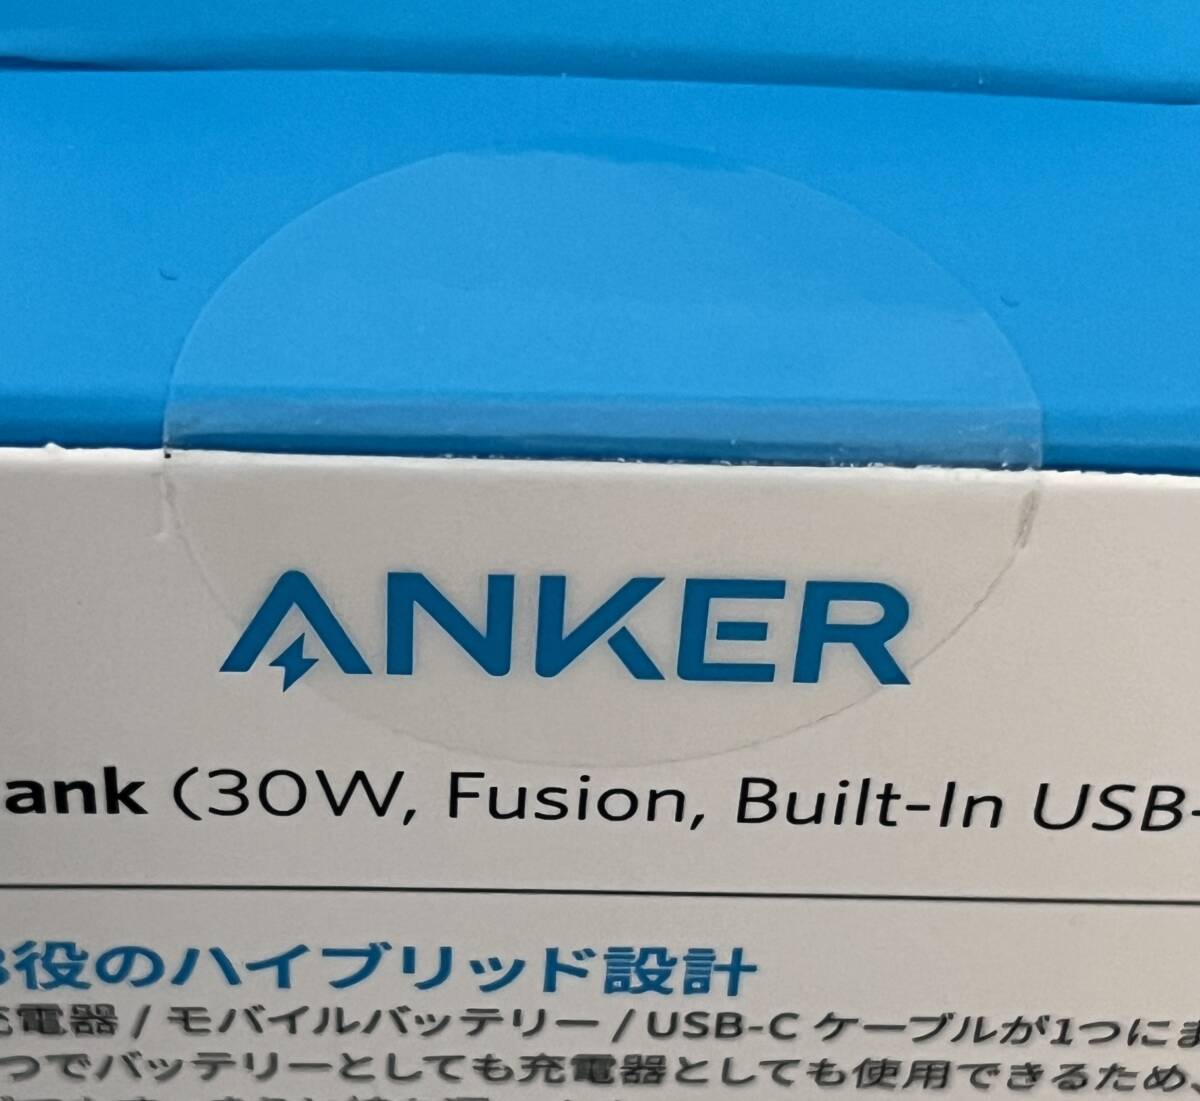 ANKER
ank (30W, Fusion, Built-In USB-
3役のハイブリッド設計
充電器 / モバイルバッテリー / USB-C ケーブルが1つにま
つでバッテリーとしても充電器としても使用できるため、